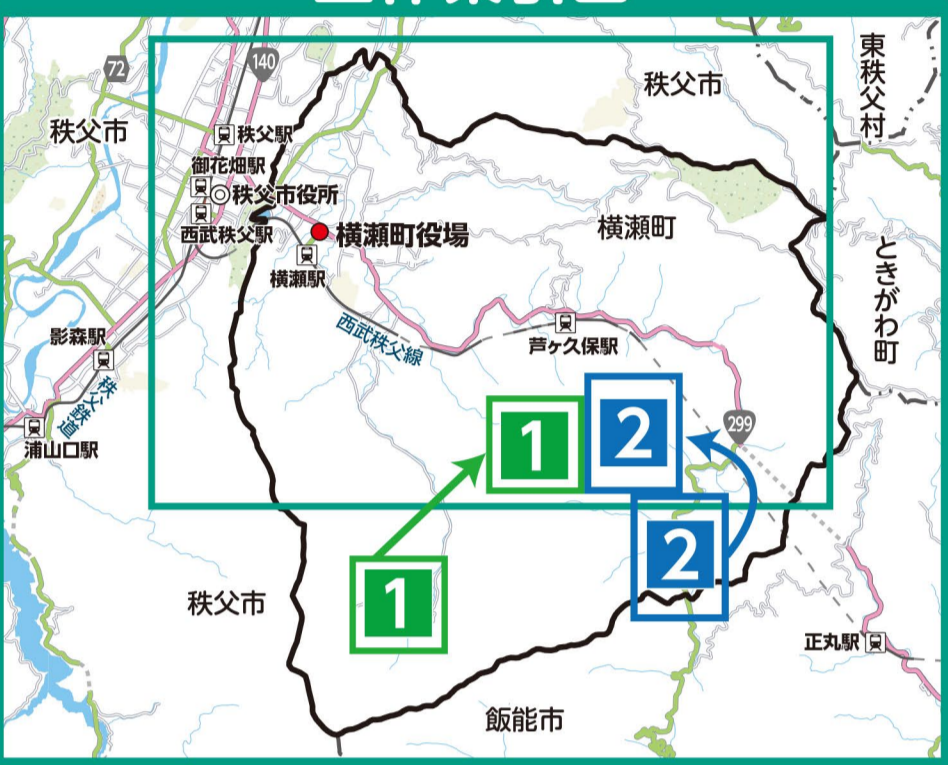 72
140
秩父市
東秩父村
秩父市
秩父駅
御花畑駅
秩父市役所
西武秩父駅
横瀬町役場
横瀬町
横瀬駅
ときがわ町
影森駅
西武秩父線
芦ヶ久保駅
秩父鉄道
浦山口駅
1
2
299
2
1
秩父市
正丸駅
飯能市